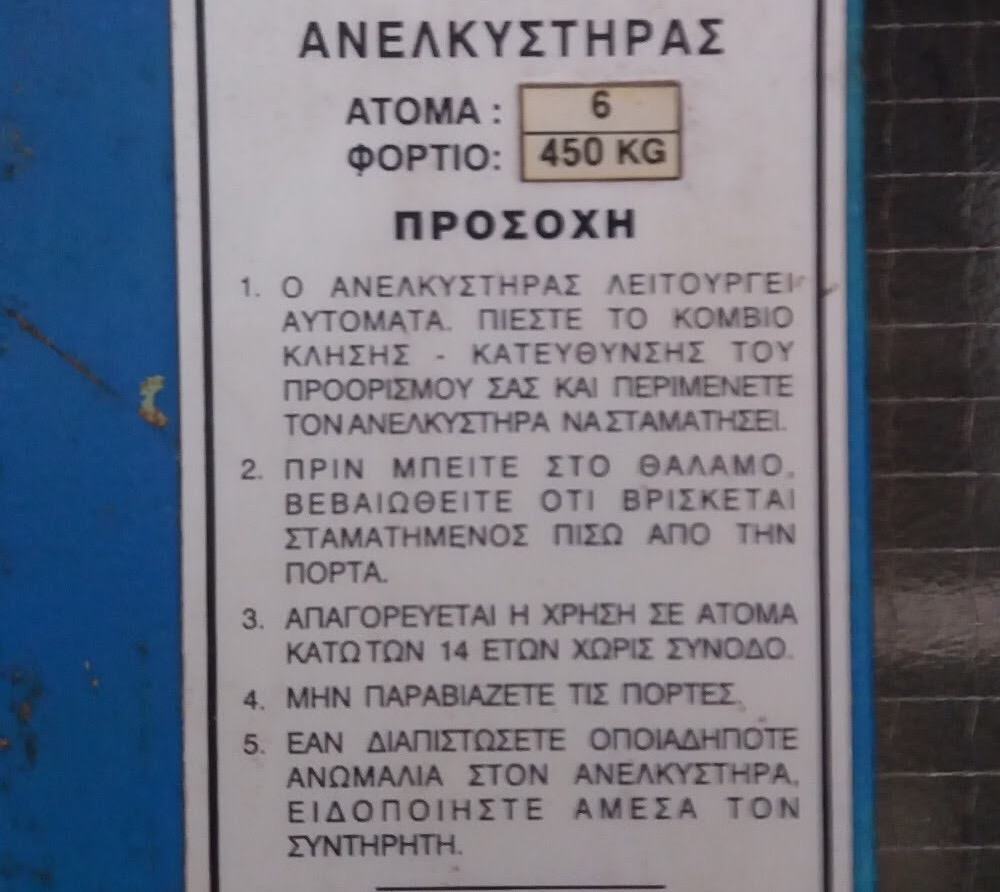 ΑΝΕΛΚΥΣΤΗΡΑΣ
ΑΤΟΜΑ : 6
ΦΟΡΤΙΟ: 450 KG
ΠΡΟΣΟΧΗ
1. Ο ΑΝΕΛΚΥΣΤΗΡΑΣ ΛΕΙΤΟΥΡΓΕΙ
ΑΥΤΟΜΑΤΑ. ΠΙΕΣΤΕ ΤΟ ΚΟΜΒΙΟ
ΚΛΗΣΗΣ - ΚΑΤΕΥΘΥΝΣΗΣ ΤΟΥ
ΠΡΟΟΡΙΣΜΟΥ ΣΑΣ ΚΑΙ ΠΕΡΙΜΕΝΕΤΕ
ΤΟΝ ΑΝΕΛΚΥΣΤΗΡΑ ΝΑ ΣΤΑΜΑΤΗΣΕΙ.
2. ΠΡΙΝ ΜΠΕΙΤΕ ΣΤΟ ΘΑΛΑΜΟ,
ΒΕΒΑΙΩΘΕΙΤΕ ΟΤΙ ΒΡΙΣΚΕΤΑΙ
ΣΤΑΜΑΤΗΜΕΝΟΣ ΠΙΣΩ ΑΠΟ ΤΗΝ
ΠΟΡΤΑ.
3. ΑΠΑΓΟΡΕΥΕΤΑΙ Η ΧΡΗΣΗ ΣΕ ΑΤΟΜΑ
ΚΑΤΩ ΤΩΝ 14 ΕΤΩΝ ΧΩΡΙΣ ΣΥΝΟΔΟ.
4. ΜΗΝ ΠΑΡΑΒΙΑΖΕΤΕ ΤΙΣ ΠΟΡΤΕΣ.
5. ΕΑΝ ΔΙΑΠΙΣΤΩΣΕΤΕ ΟΠΟΙΑΔΗΠΟΤΕ
ΑΝΩΜΑΛΙΑ ΣΤΟΝ ΑΝΕΛΚΥΣΤΗΡΑ,
ΕΙΔΟΠΟΙΗΣΤΕ ΑΜΕΣΑ ΤΟΝ
ΣΥΝΤΗΡΗΤΗ.